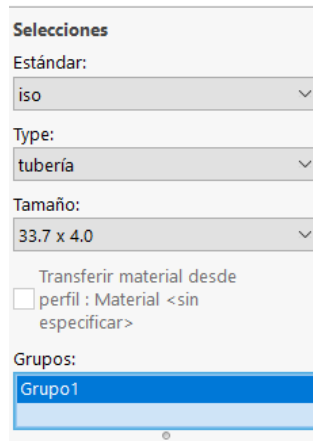 Selecciones
Estándar:
iso
Type:
tubería
Tamaño:
33.7 x 4.0
Transferir material desde
perfil : Material <sin
especificar>
Grupos:
Grupo1